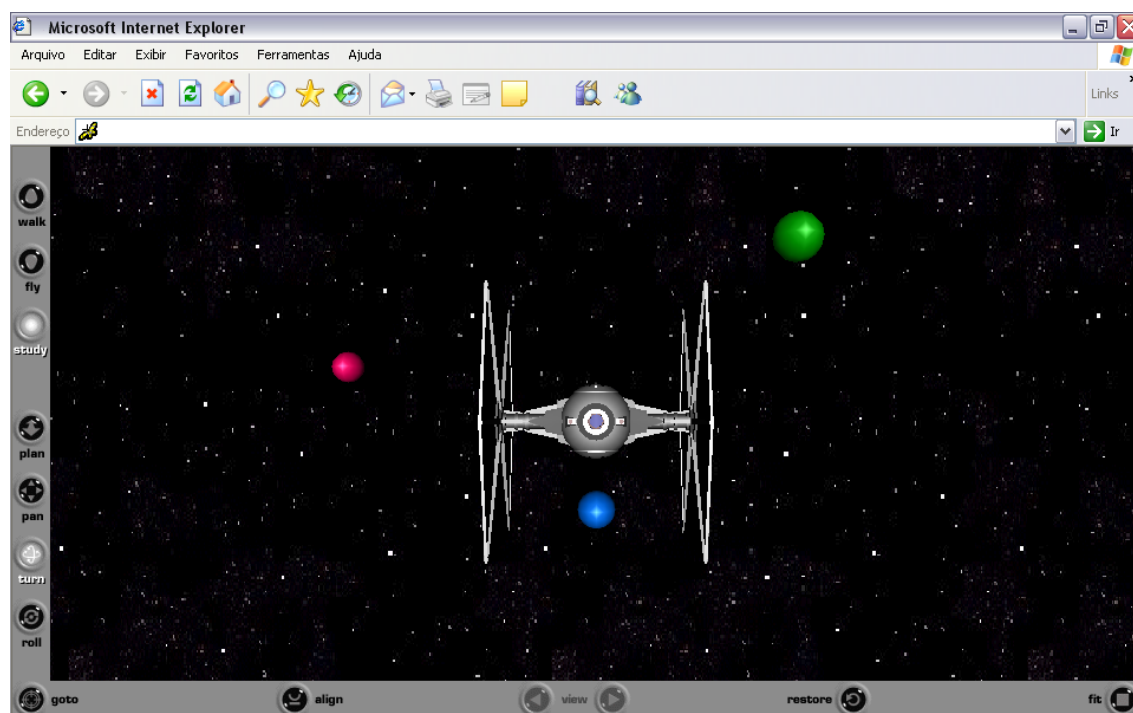 Microsoft Internet Explorer
Arquivo Editar Exibir Favoritos Ferramentas Ajuda
Links
Endereço Ir
walk
fly
study
plan
pan
turn
roll
goto align view restore fit